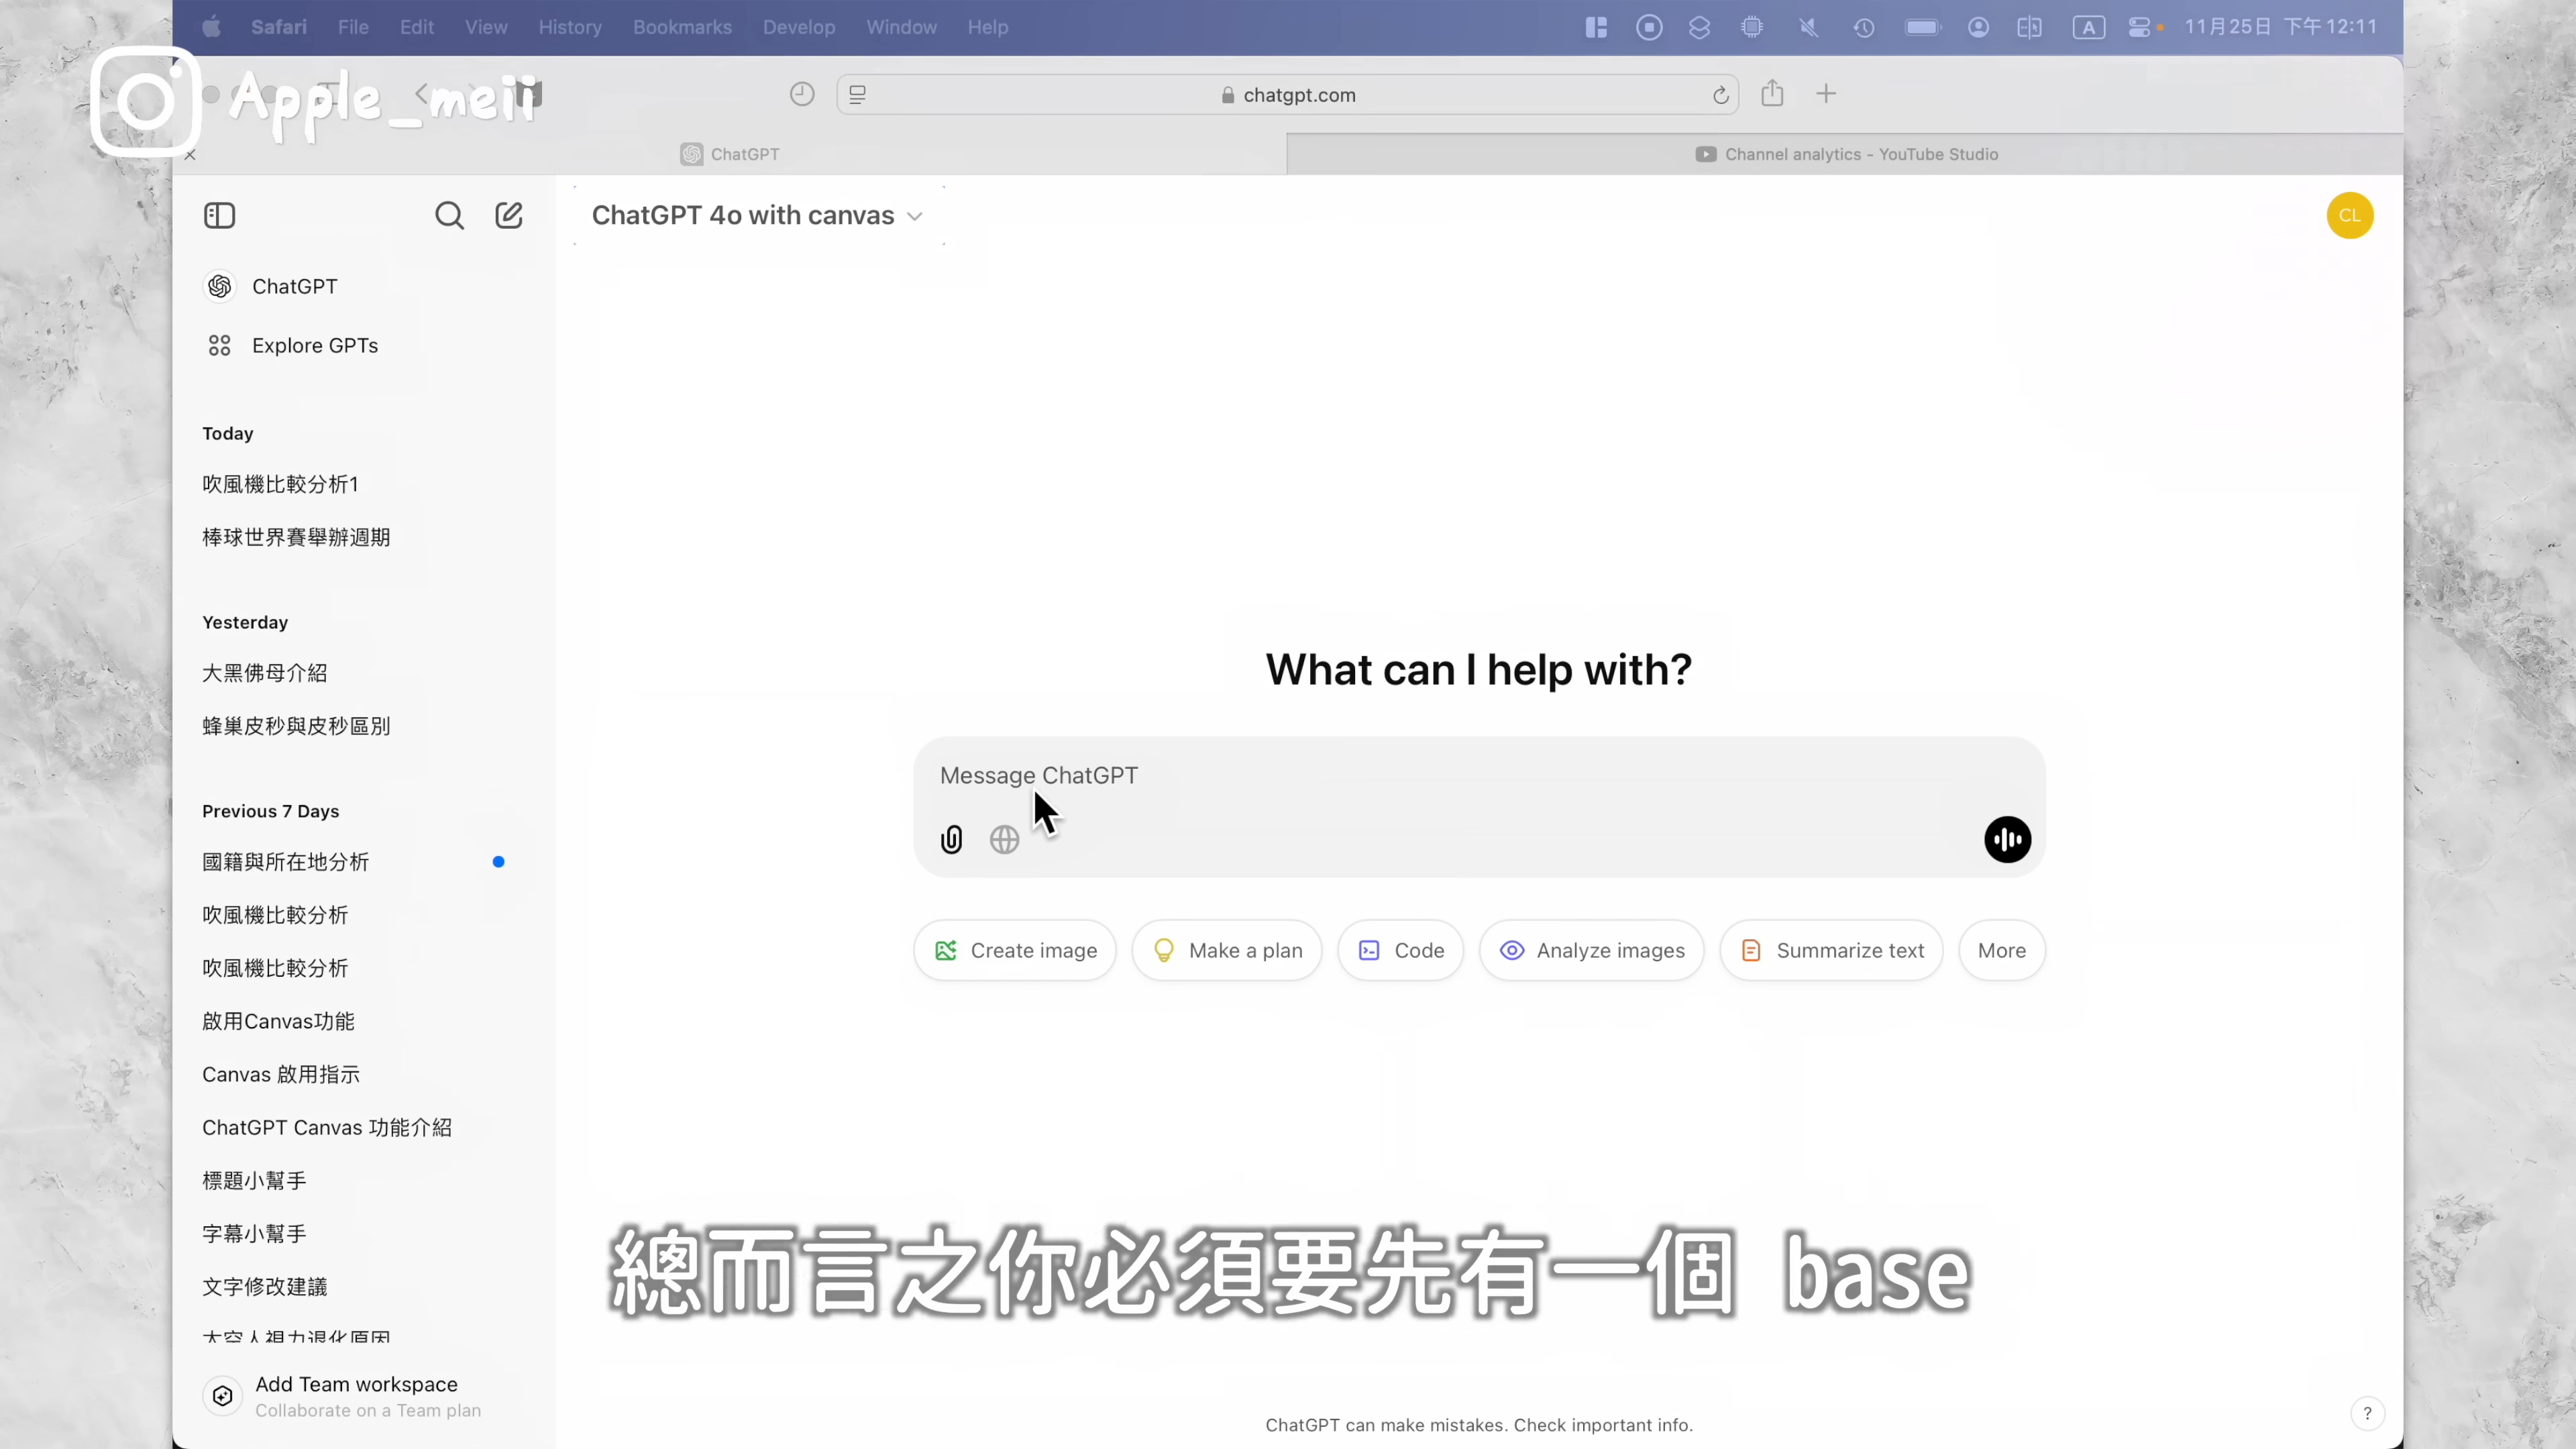 Safari File Edit View History Bookmarks Develop Window Help
A
11月25日 下午12:11
Apple_meii
chatgpt.com
ChatGPT
Channel analytics - YouTube Studio
ChatGPT 4o with canvas
CL
ChatGPT
Explore GPTs
Today
吹風機比較分析1
棒球世界賽舉辦週期
Yesterday
大黑佛母介紹
蜂巢皮秒與皮秒區別
Previous 7 Days
國籍與所在地分析
吹風機比較分析
吹風機比較分析
啟用Canvas功能
Canvas 啟用指示
ChatGPT Canvas 功能介紹
標題小幫手
字幕小幫手
文字修改建議
太空人視力退化原因
Add Team workspace
Collaborate on a Team plan
What can I help with?
Message ChatGPT
Create image
Make a plan
Code
Analyze images
Summarize text
More
總而言之你必須要先有一個 base
ChatGPT can make mistakes. Check important info.
?